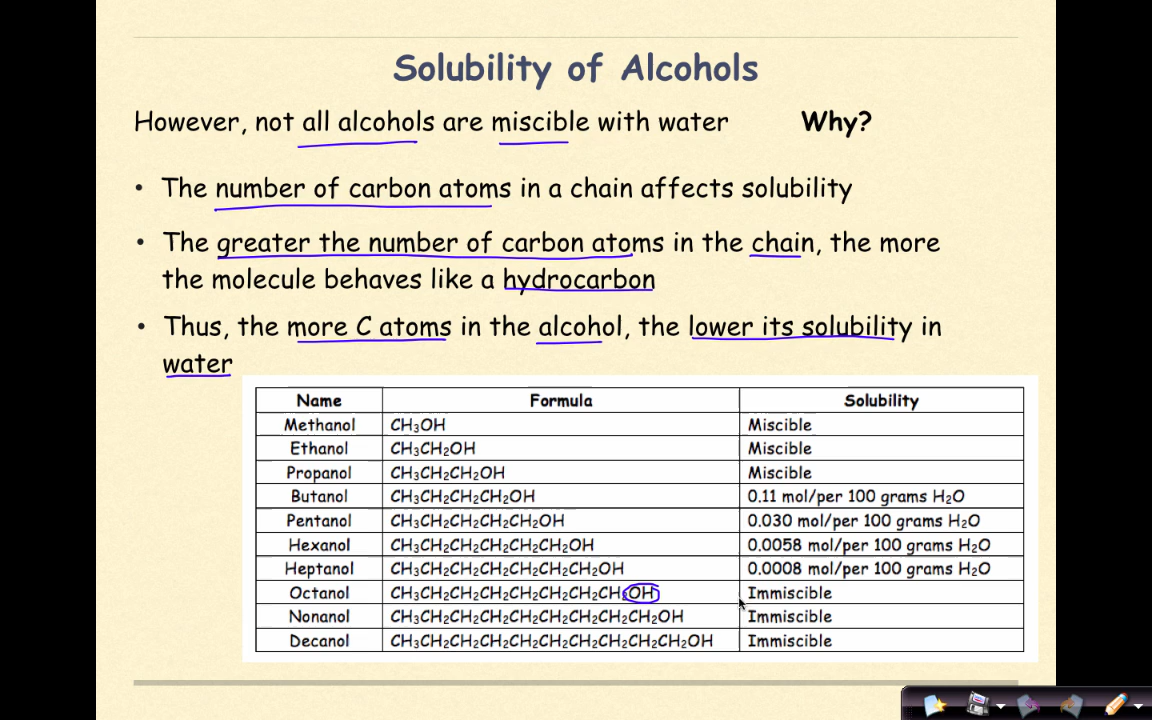 Solubility of Alcohols
However, not all alcohols are miscible with water Why?
• The number of carbon atoms in a chain affects solubility
• The greater the number of carbon atoms in the chain, the more
the molecule behaves like a hydrocarbon
• Thus, the more C atoms in the alcohol, the lower its solubility in
water
Name Formula Solubility
Methanol CH₃OH Miscible
Ethanol CH₃CH₂OH Miscible
Propanol CH₃CH₂CH₂OH Miscible
Butanol CH₃CH₂CH₂CH₂OH 0.11 mol/per 100 grams H₂O
Pentanol CH₃CH₂CH₂CH₂CH₂OH 0.030 mol/per 100 grams H₂O
Hexanol CH₃CH₂CH₂CH₂CH₂CH₂OH 0.0058 mol/per 100 grams H₂O
Heptanol CH₃CH₂CH₂CH₂CH₂CH₂CH₂OH 0.0008 mol/per 100 grams H₂O
Octanol CH₃CH₂CH₂CH₂CH₂CH₂CH₂CH₂OH Immiscible
Nonanol CH₃CH₂CH₂CH₂CH₂CH₂CH₂CH₂CH₂OH Immiscible
Decanol CH₃CH₂CH₂CH₂CH₂CH₂CH₂CH₂CH₂CH₂OH Immiscible